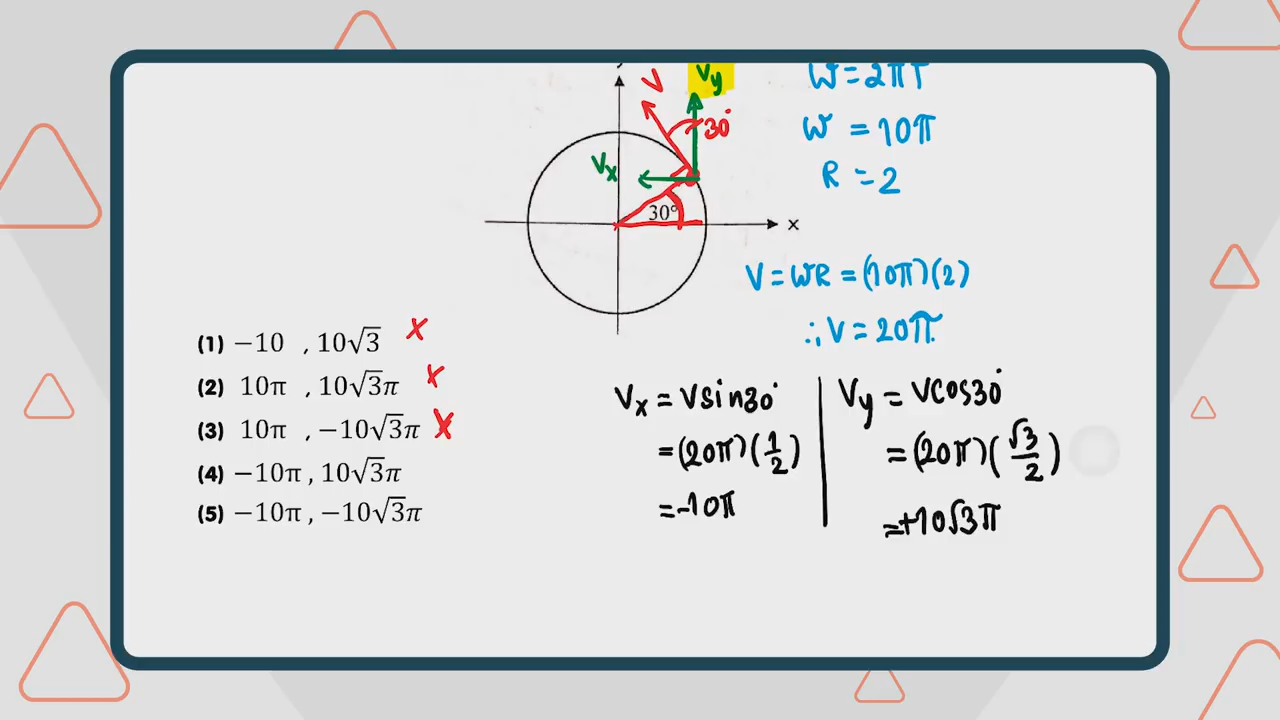 Vy
V
30°
Vx
30°
x
W = 2πf
W = 10π
R = 2
V = WR = (10π)(2)
∴ V = 20π
(1) −10 , 10√3 X
(2) 10π , 10√3π X
(3) 10π , −10√3π X
(4) −10π , 10√3π
(5) −10π , −10√3π
Vx = Vsin30°
= (20π)(1/2)
= -10π
Vy = Vcos30°
= (20π)(√3/2)
= +10√3π